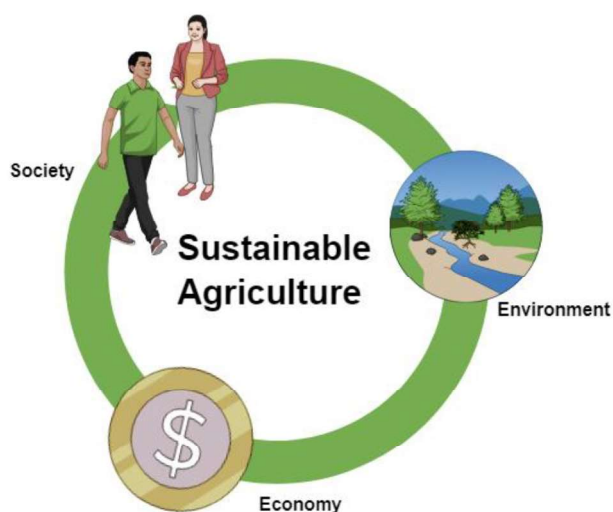 Society
Sustainable
Agriculture
Environment
$
Economy